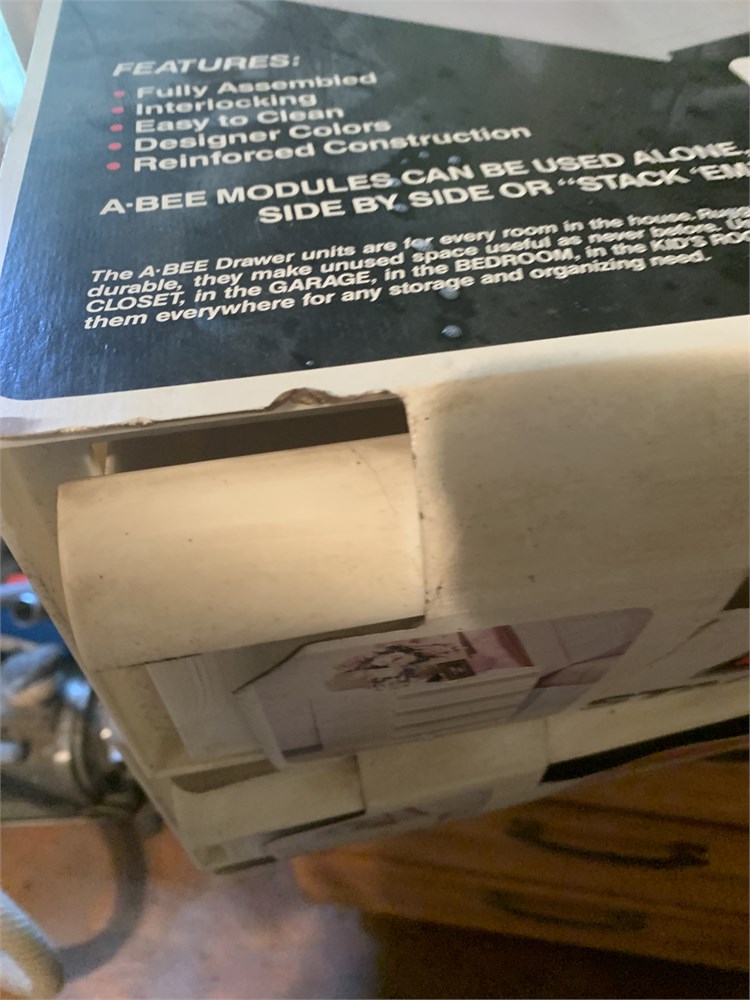 FEATURES:
• Fully Assembled
• Interlocking
• Easy to Clean
• Designer Colors
• Reinforced Construction
A·BEE MODULES CAN BE USED ALONE...
SIDE BY SIDE OR "STACK 'EM
The A·BEE Drawer units are for every room in the house.
durable, they make unused space useful as never before.
CLOSET, in the GARAGE, in the BEDROOM, in the KID'S
them everywhere for any storage and organizing need.